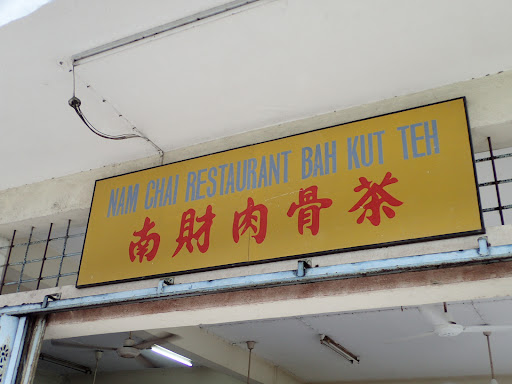 NAM CHAI RESTAURANT BAH KUT TEH
南財肉骨茶